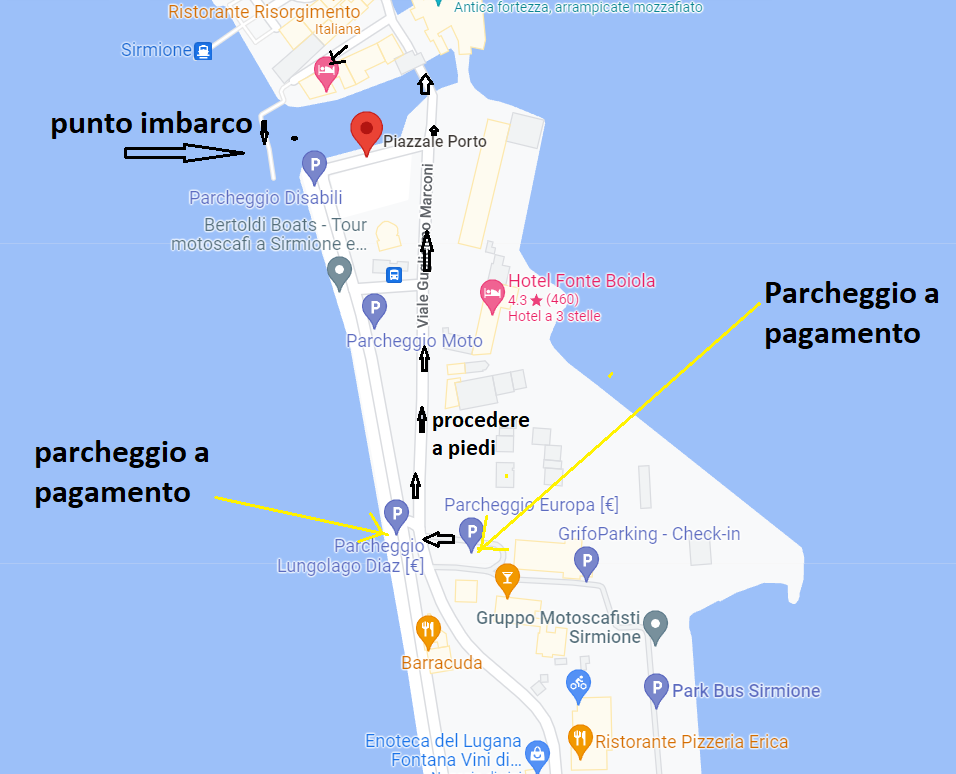 Antica fortezza, arrampicate mozzafiato
Ristorante Risorgimento
Italiana
Sirmione
punto imbarco
Piazzale Porto
P
Parcheggio Disabili
Bertoldi Boats - Tour
motoscafi a Sirmione e...
Viale Guglielmo Marconi
Hotel Fonte Boiola
4.3★ (460)
Hotel a 3 stelle
Parcheggio a
pagamento
P
Parcheggio Moto
procedere
a piedi
parcheggio a
pagamento
P
Parcheggio
Lungolago Diaz [€]
Parcheggio Europa [€]
P
GrifoParking - Check-in
P
Gruppo Motoscafisti
Sirmione
Barracuda
P
Park Bus Sirmione
Enoteca del Lugana
Fontana Vini di...
Ristorante Pizzeria Erica